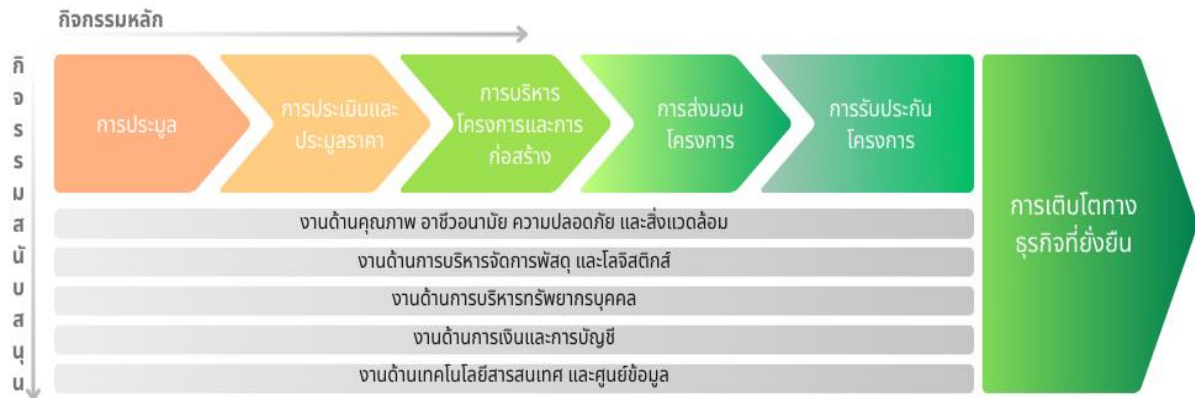 กิจกรรมหลัก
กิจกรรมสนับสนุน
การประมูล
การประเมินและ
ประมูลราคา
การบริหาร
โครงการและการ
ก่อสร้าง
การส่งมอบ
โครงการ
การรับประกัน
โครงการ
งานด้านคุณภาพ อาชีวอนามัย ความปลอดภัย และสิ่งแวดล้อม
งานด้านการบริหารจัดการพัสดุ และโลจิสติกส์
งานด้านการบริหารทรัพยากรบุคคล
งานด้านการเงินและการบัญชี
งานด้านเทคโนโลยีสารสนเทศ และศูนย์ข้อมูล
การเติบโตทาง
ธุรกิจที่ยั่งยืน